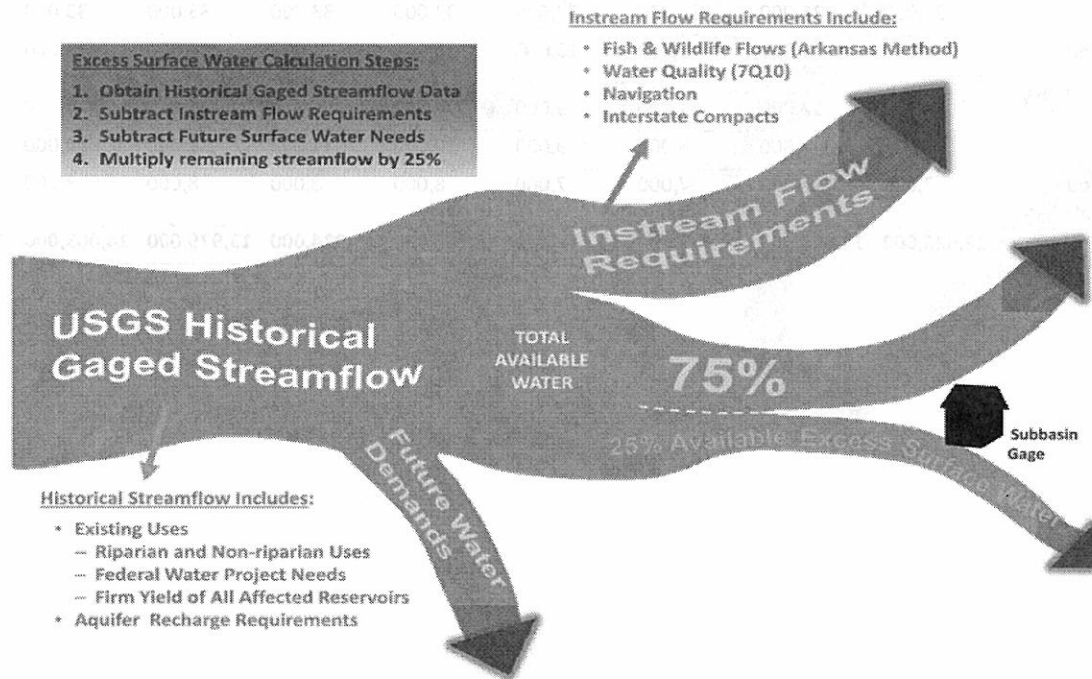 Instream Flow Requirements Include:
• Fish & Wildlife Flows (Arkansas Method)
• Water Quality (7Q10)
• Navigation
• Interstate Compacts
Excess Surface Water Calculation Steps:
1. Obtain Historical Gaged Streamflow Data
2. Subtract Instream Flow Requirements
3. Subtract Future Surface Water Needs
4. Multiply remaining streamflow by 25%
Instream Flow
Requirements
USGS Historical
Gaged Streamflow
TOTAL
AVAILABLE
WATER
75%
25% Available Excess Surface Water
Subbasin
Gage
Future Water
Demands
Historical Streamflow Includes:
• Existing Uses
– Riparian and Non-riparian Uses
– Federal Water Project Needs
– Firm Yield of All Affected Reservoirs
• Aquifer Recharge Requirements